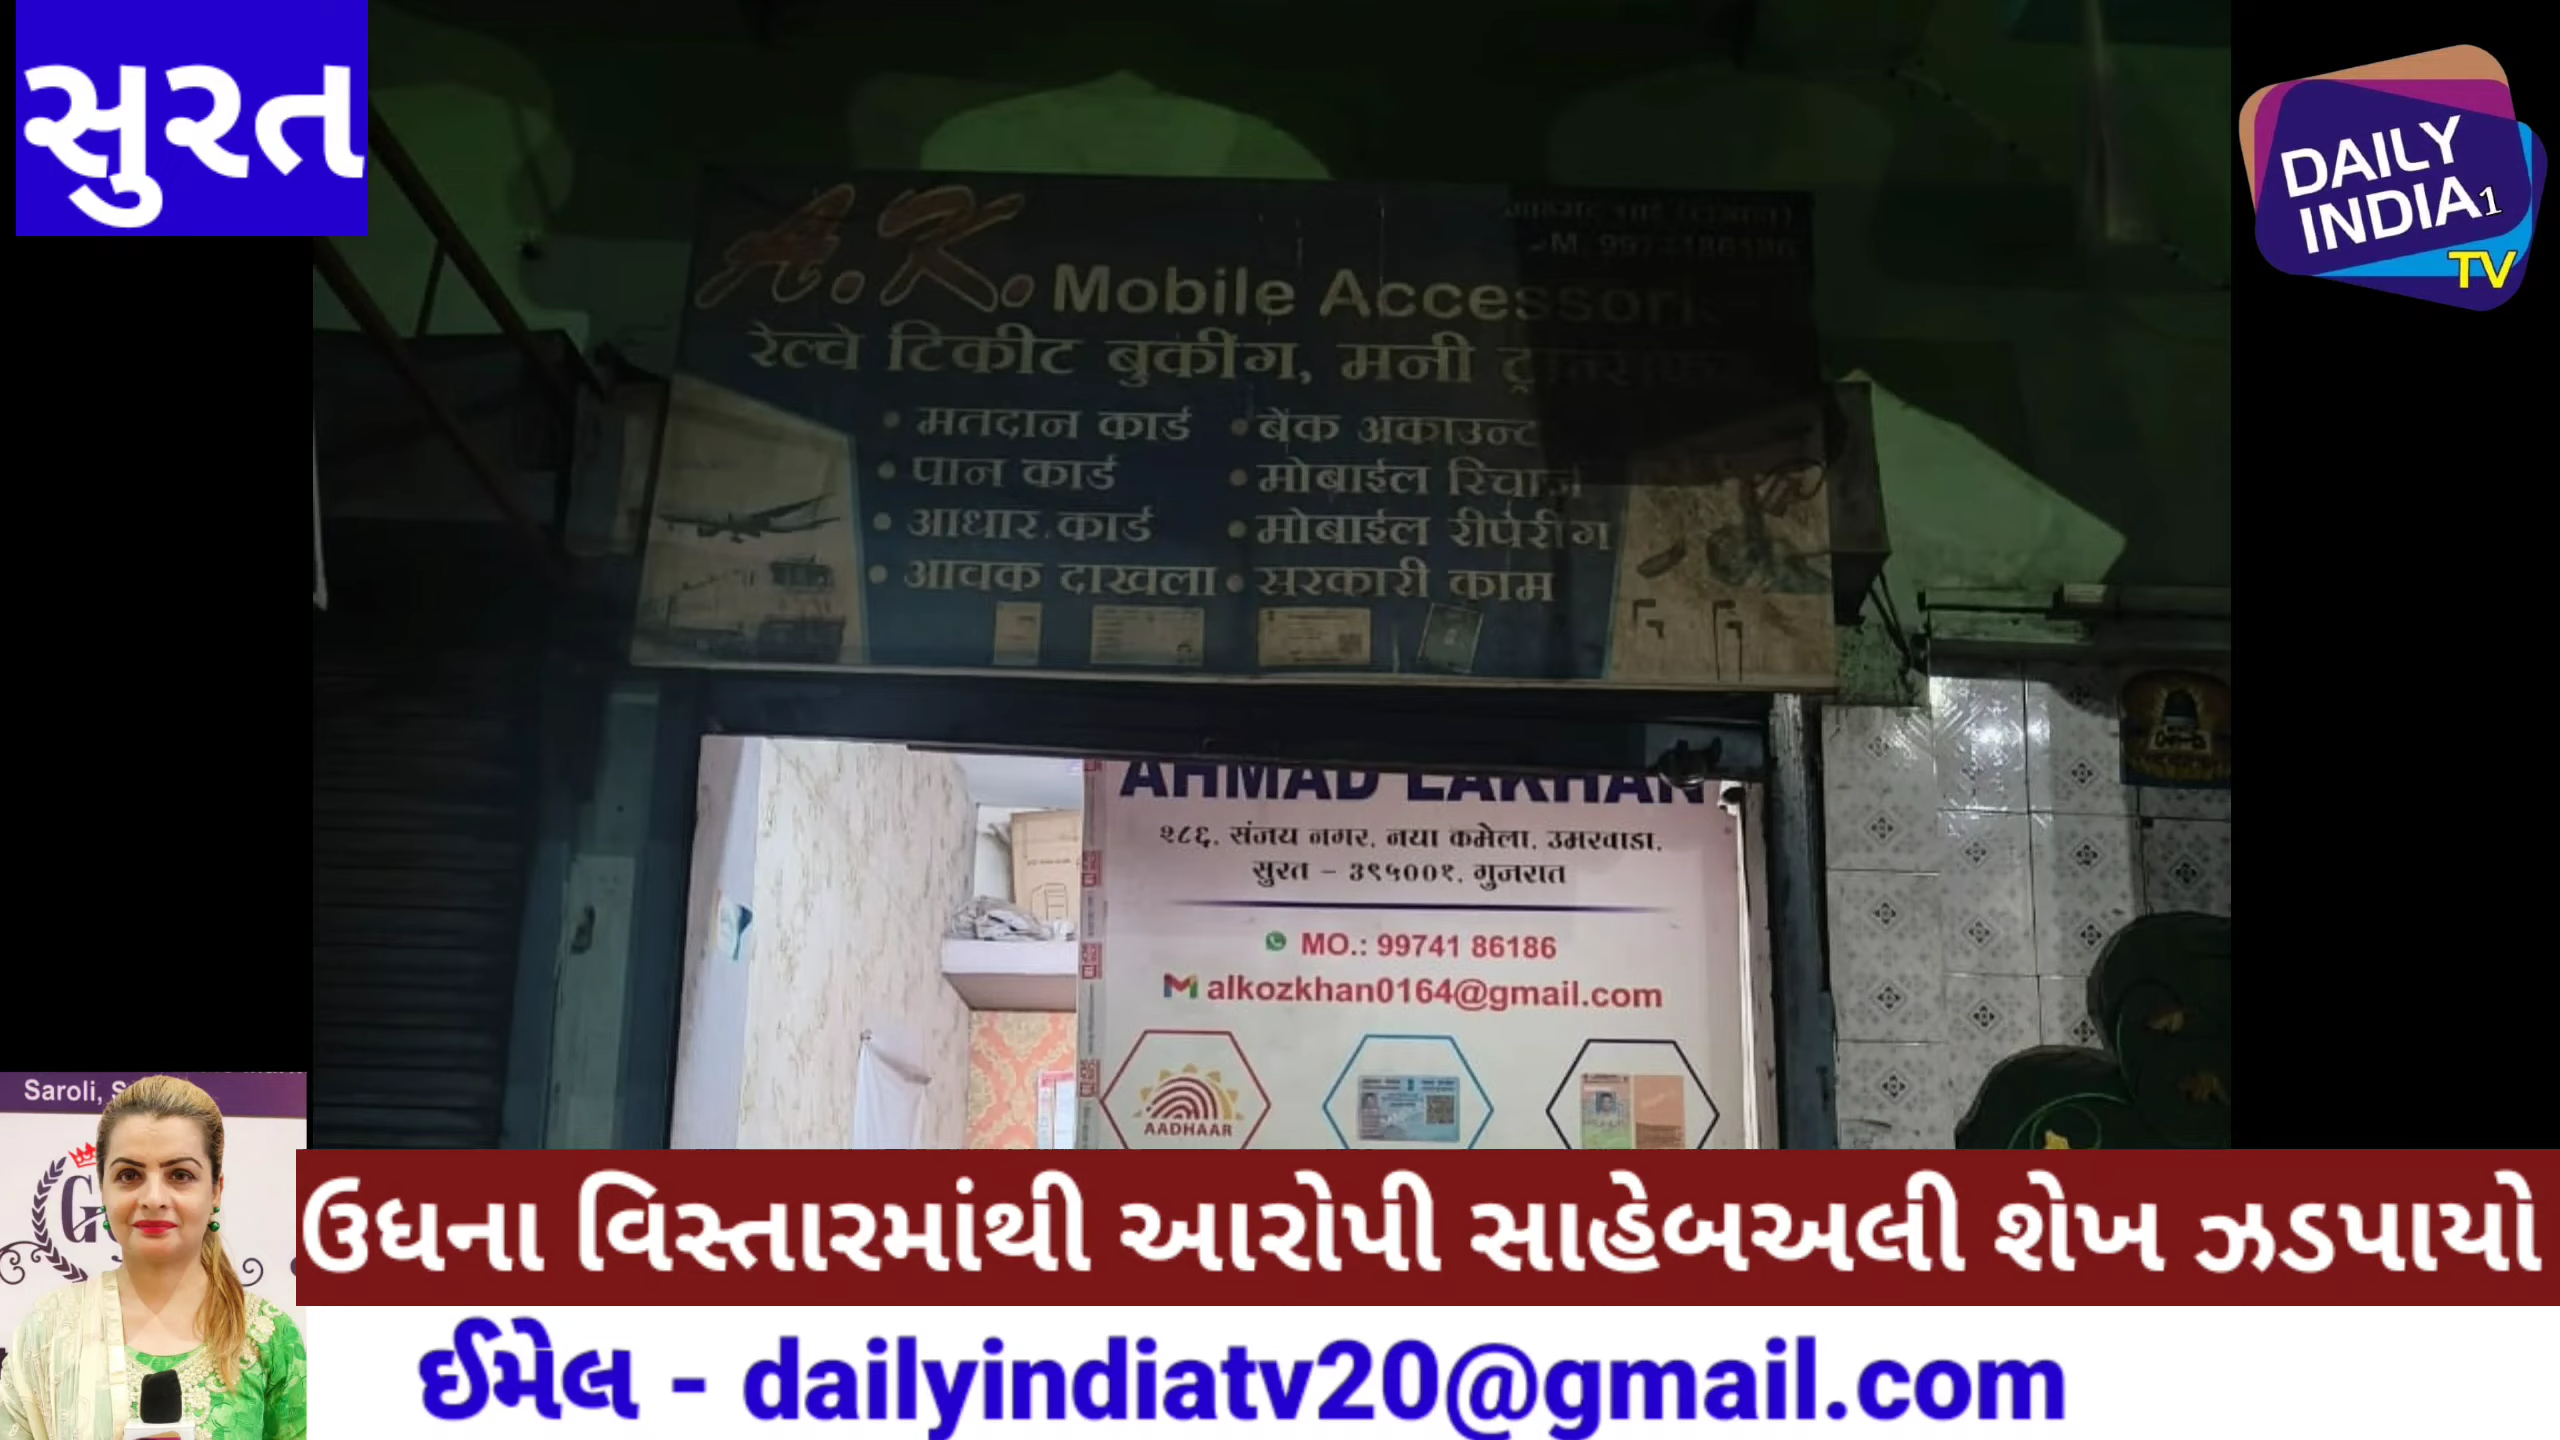 સુરત
DAILY
INDIA1
TV
A.K. Mobile
रेल्वे टिकीट बुकींग, मनी
• मतदान कार्ड • बेंक अकाउन्ट
• पान कार्ड • मोबाईल रिचार्ज
• आधार कार्ड • मोबाईल रीपेरींग
• आवक दाखला • सरकारी काम
AHMAD LAKHAN
२८६, संजय नगर, नया कमेला, उमरवाडा,
सुरत - ३९५००१, गुजरात
MO.: 99741 86186
alkozkhan0164@gmail.com
AADHAAR
Saroli,
ઉધના વિસ્તારમાંથી આરોપી સાહેબઅલી શેખ ઝડપાયો
ઈમેલ - dailyindiatv20@gmail.com